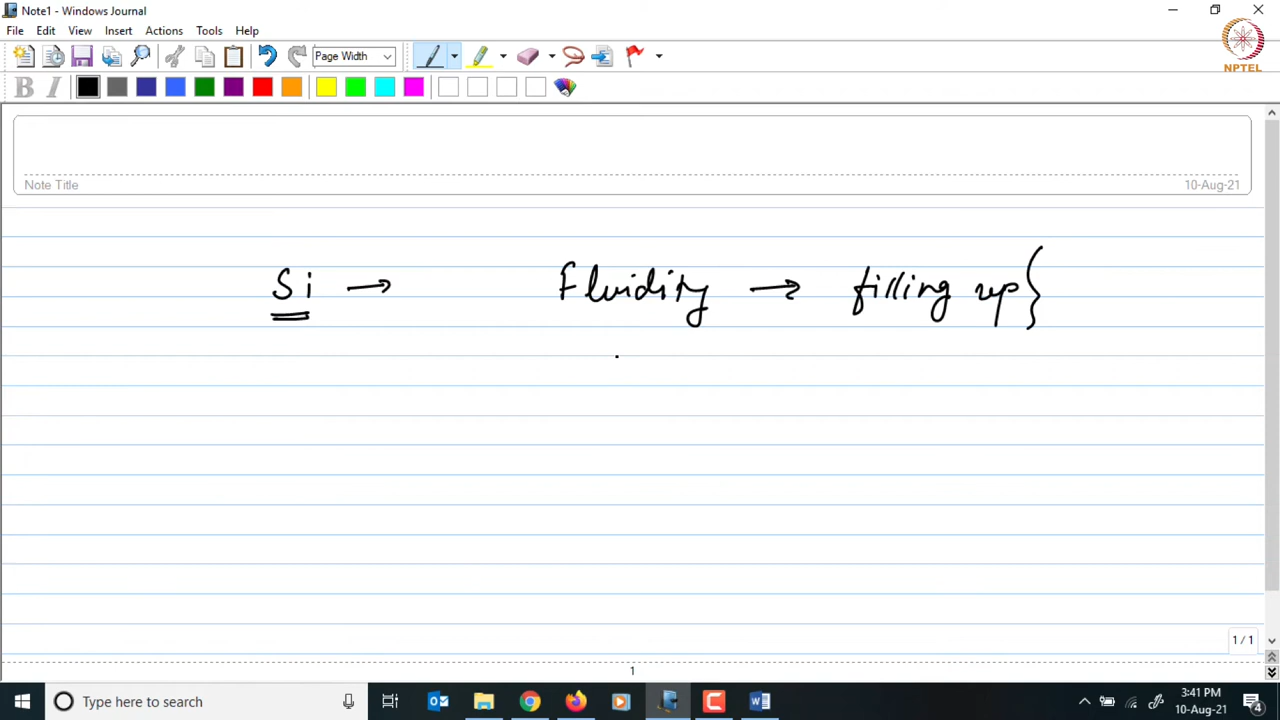 Note1 - Windows Journal
File Edit View Insert Actions Tools Help
Page Width
B I
NPTEL
Note Title
10-Aug-21
Si → Fluidity → filling up}
1 / 1
1
Type here to search
3:41 PM
10-Aug-21
4